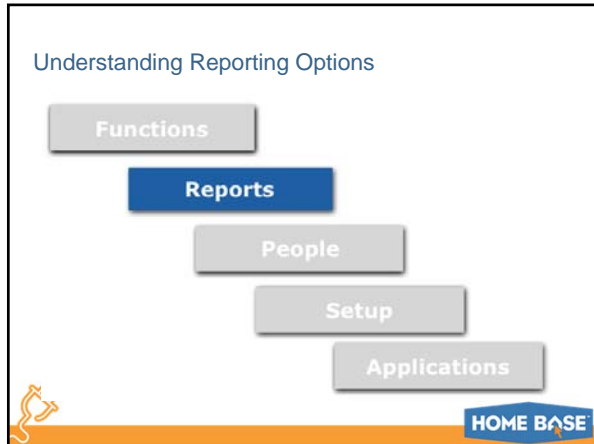 Understanding Reporting Options
Functions
Reports
People
Setup
Applications
HOME BASE